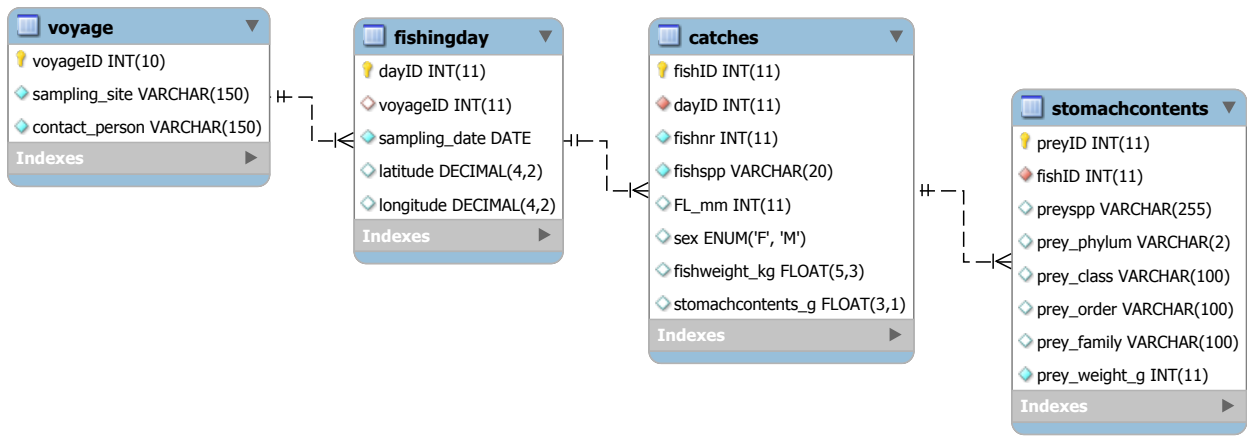 voyage
voyageID INT(10)
sampling_site VARCHAR(150)
contact_person VARCHAR(150)
Indexes
fishingday
dayID INT(11)
voyageID INT(11)
sampling_date DATE
latitude DECIMAL(4,2)
longitude DECIMAL(4,2)
Indexes
catches
fishID INT(11)
dayID INT(11)
fishnr INT(11)
fishspp VARCHAR(20)
FL_mm INT(11)
sex ENUM('F', 'M')
fishweight_kg FLOAT(5,3)
stomachcontents_g FLOAT(3,1)
Indexes
stomachcontents
preyID INT(11)
fishID INT(11)
preyspp VARCHAR(255)
prey_phylum VARCHAR(2)
prey_class VARCHAR(100)
prey_order VARCHAR(100)
prey_family VARCHAR(100)
prey_weight_g INT(11)
Indexes